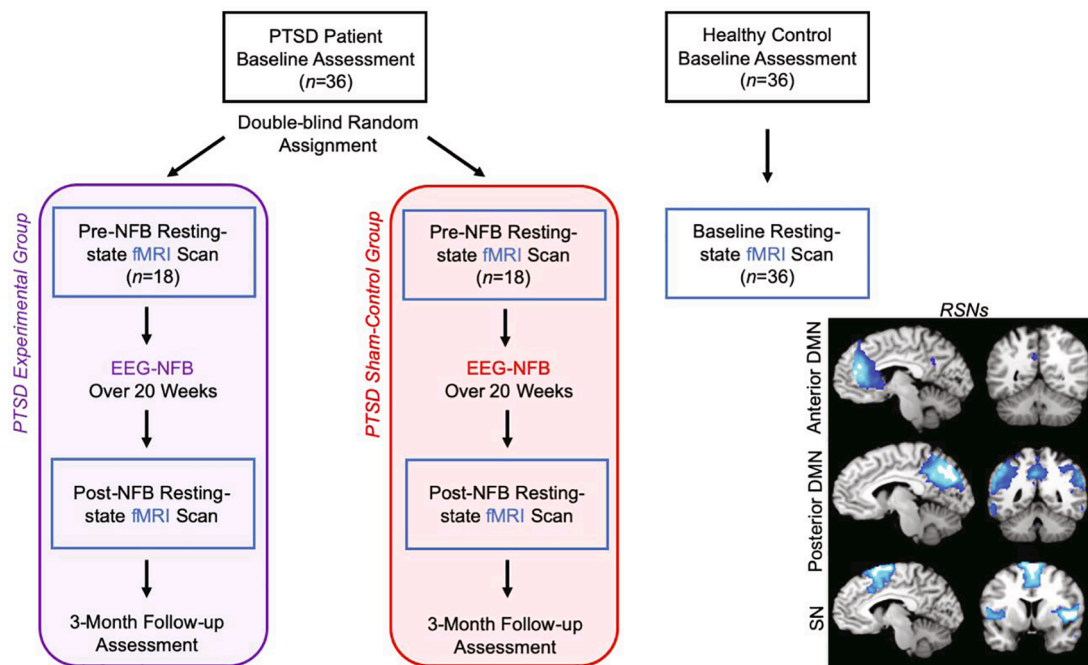 PTSD Patient
Baseline Assessment
(n=36)
Healthy Control
Baseline Assessment
(n=36)
Double-blind Random
Assignment
PTSD Experimental Group
Pre-NFB Resting-
state fMRI Scan
(n=18)
EEG-NFB
Over 20 Weeks
Post-NFB Resting-
state fMRI Scan
3-Month Follow-up
Assessment
PTSD Sham-Control Group
Pre-NFB Resting-
state fMRI Scan
(n=18)
EEG-NFB
Over 20 Weeks
Post-NFB Resting-
state fMRI Scan
3-Month Follow-up
Assessment
Baseline Resting-
state fMRI Scan
(n=36)
RSNs
Anterior DMN
Posterior DMN
SN